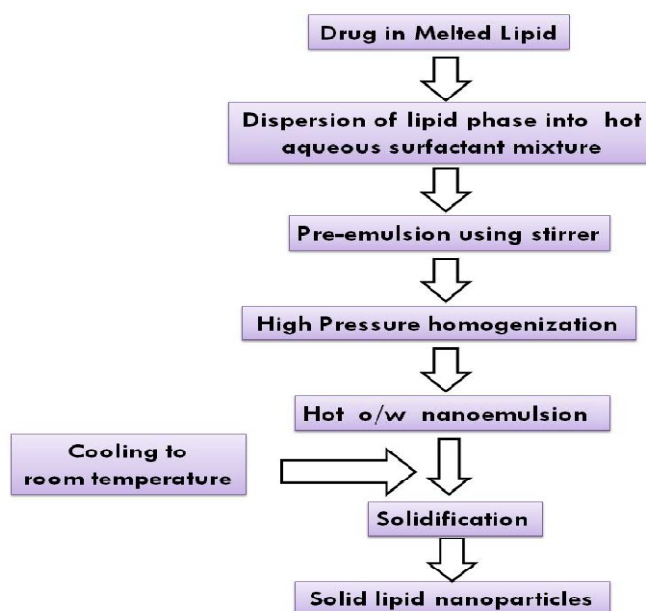 Drug in Melted Lipid
Dispersion of lipid phase into hot
aqueous surfactant mixture
Pre-emulsion using stirrer
High Pressure homogenization
Hot o/w nanoemulsion
Cooling to
room temperature
Solidification
Solid lipid nanoparticles